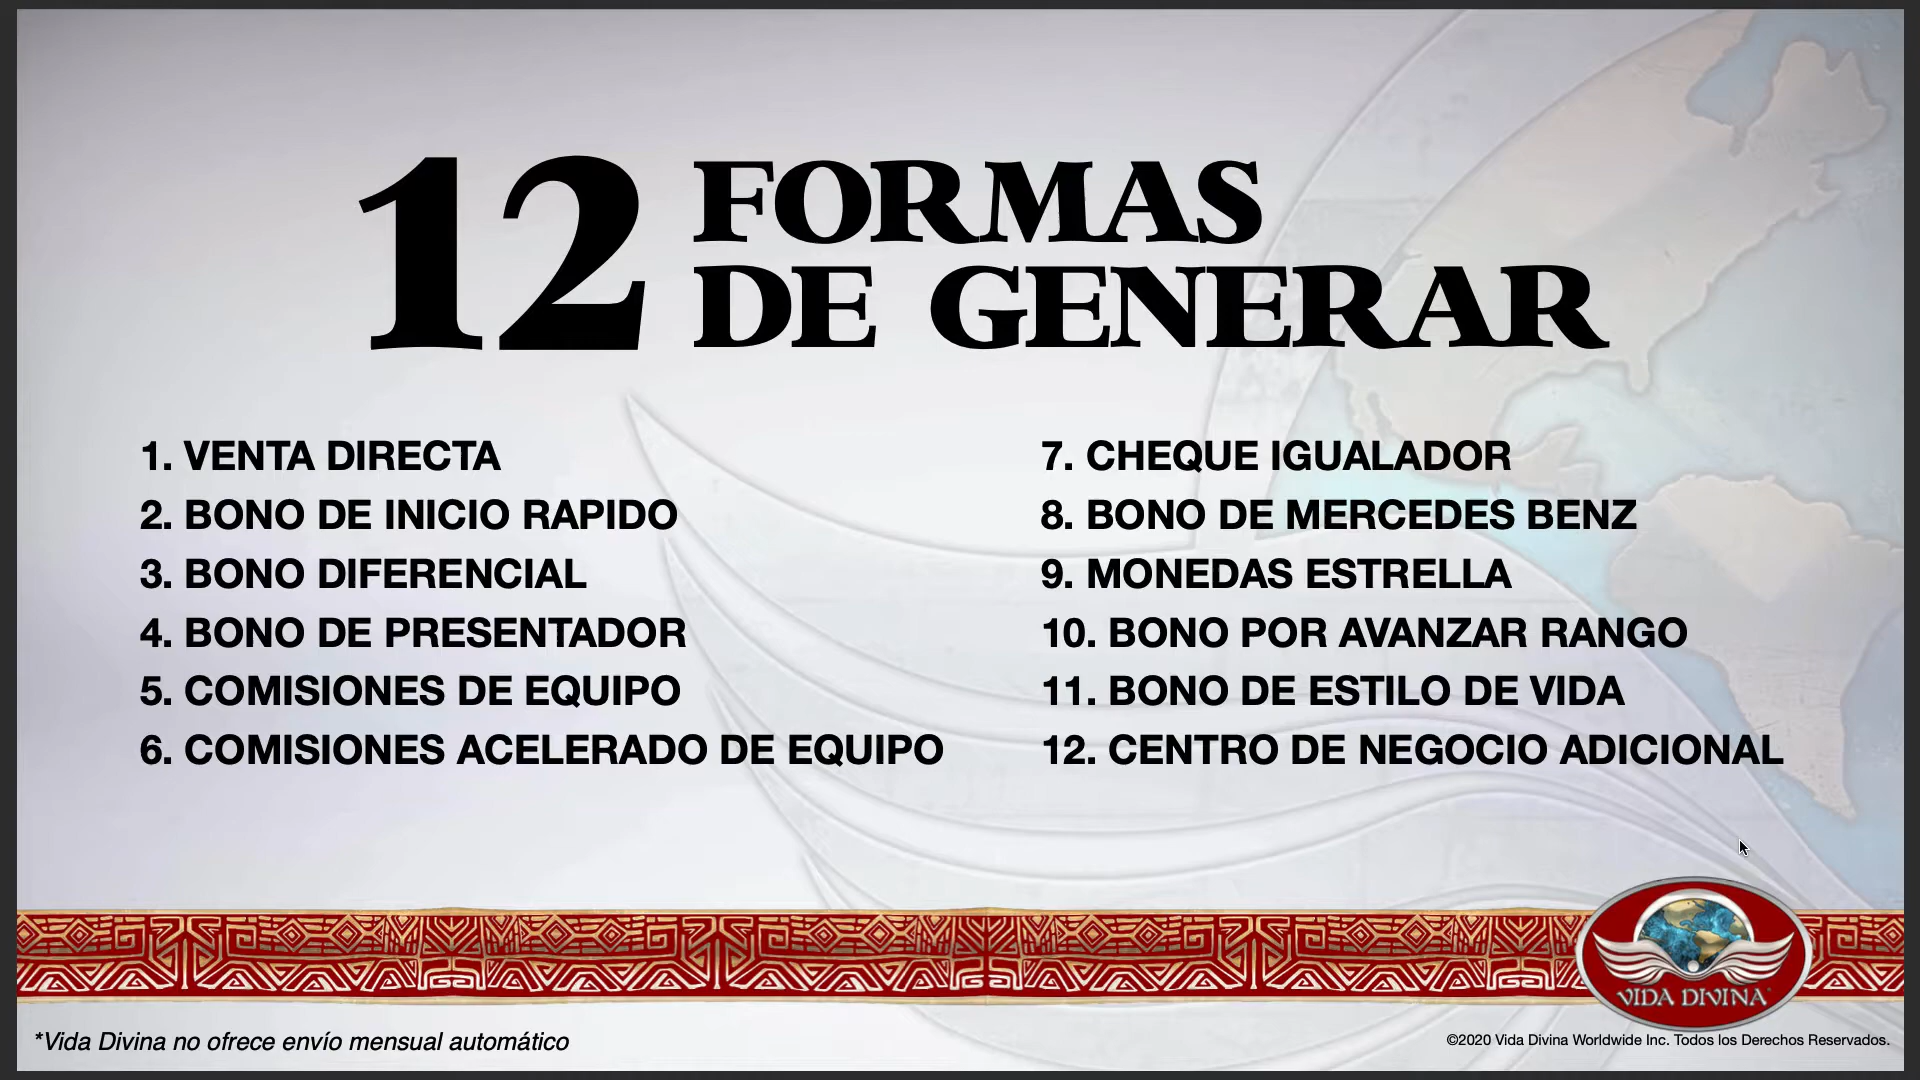 12 FORMAS
DE GENERAR
1. VENTA DIRECTA
2. BONO DE INICIO RAPIDO
3. BONO DIFERENCIAL
4. BONO DE PRESENTADOR
5. COMISIONES DE EQUIPO
6. COMISIONES ACELERADO DE EQUIPO
7. CHEQUE IGUALADOR
8. BONO DE MERCEDES BENZ
9. MONEDAS ESTRELLA
10. BONO POR AVANZAR RANGO
11. BONO DE ESTILO DE VIDA
12. CENTRO DE NEGOCIO ADICIONAL
VIDA DIVINA
*Vida Divina no ofrece envío mensual automático
©2020 Vida Divina Worldwide Inc. Todos los Derechos Reservados.